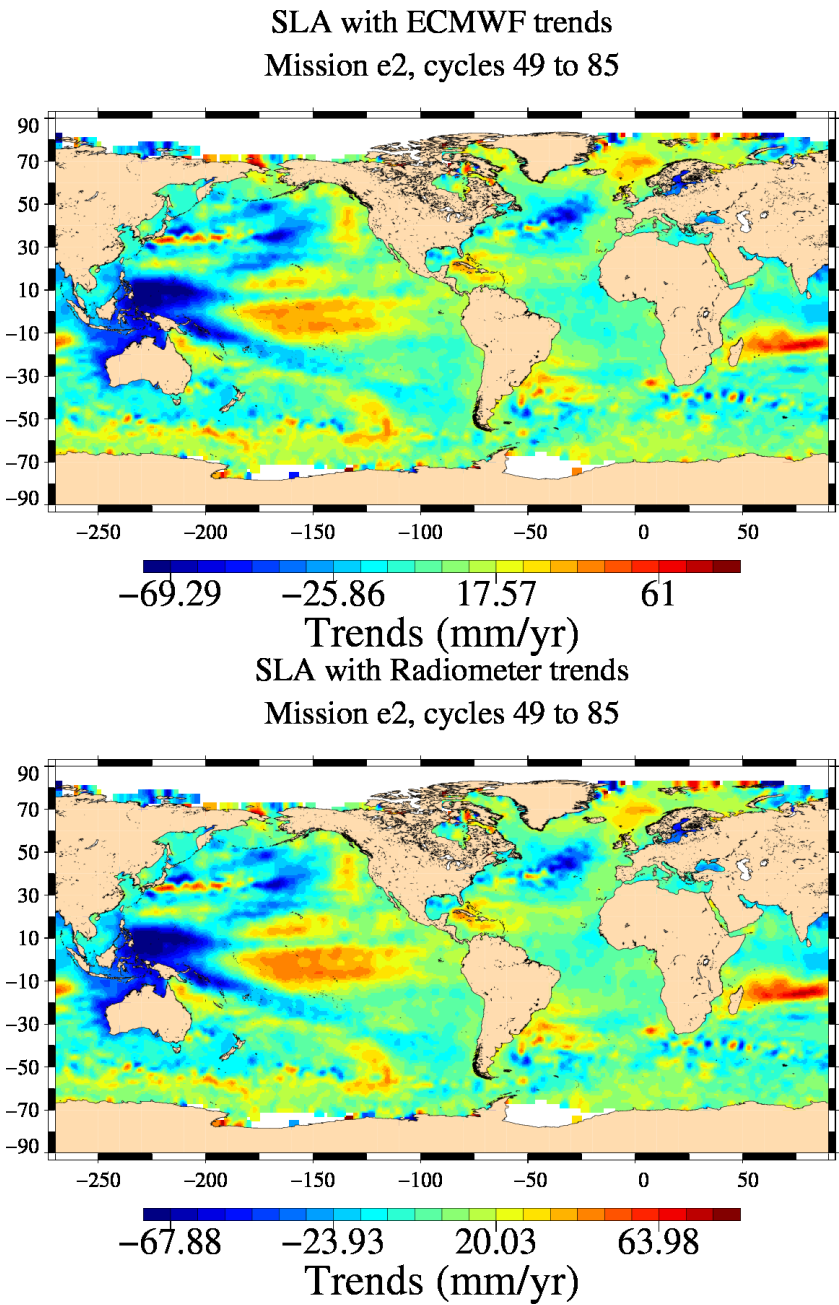 SLA with ECMWF trends
Mission e2, cycles 49 to 85
90
70
50
30
10
−10
−30
−50
−70
−90
−250 −200 −150 −100 −50 0 50
−69.29 −25.86 17.57 61
Trends (mm/yr)
SLA with Radiometer trends
Mission e2, cycles 49 to 85
90
70
50
30
10
−10
−30
−50
−70
−90
−250 −200 −150 −100 −50 0 50
−67.88 −23.93 20.03 63.98
Trends (mm/yr)